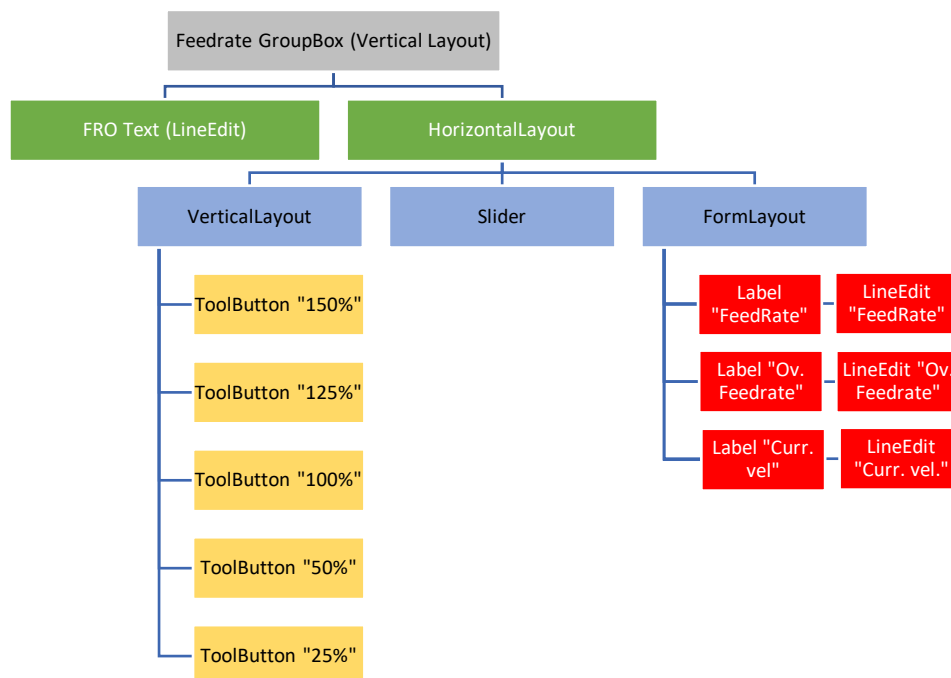 Feedrate GroupBox (Vertical Layout)
FRO Text (LineEdit)
HorizontalLayout
VerticalLayout
Slider
FormLayout
ToolButton "150%"
ToolButton "125%"
ToolButton "100%"
ToolButton "50%"
ToolButton "25%"
Label
"FeedRate"
LineEdit
"FeedRate"
Label "Ov.
Feedrate"
LineEdit "Ov.
Feedrate"
Label "Curr.
vel"
LineEdit
"Curr. vel."